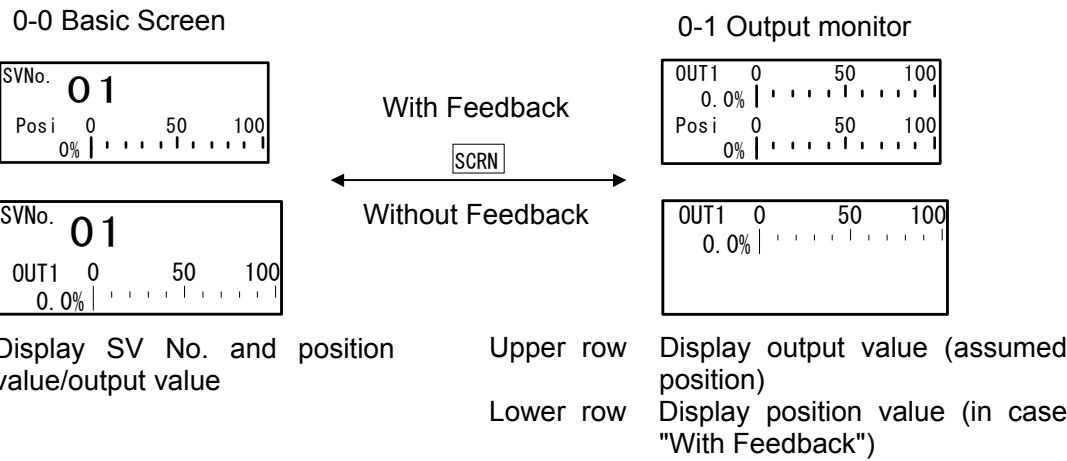 0-0 Basic Screen
SVNo. 01
Posi 0 50 100
0%
SVNo. 01
OUT1 0 50 100
0.0%
Display SV No. and position
value/output value
With Feedback
SCRN
Without Feedback
0-1 Output monitor
OUT1 0 50 100
0.0%
Posi 0 50 100
0%
OUT1 0 50 100
0.0%
Upper row Display output value (assumed
position)
Lower row Display position value (in case
"With Feedback")